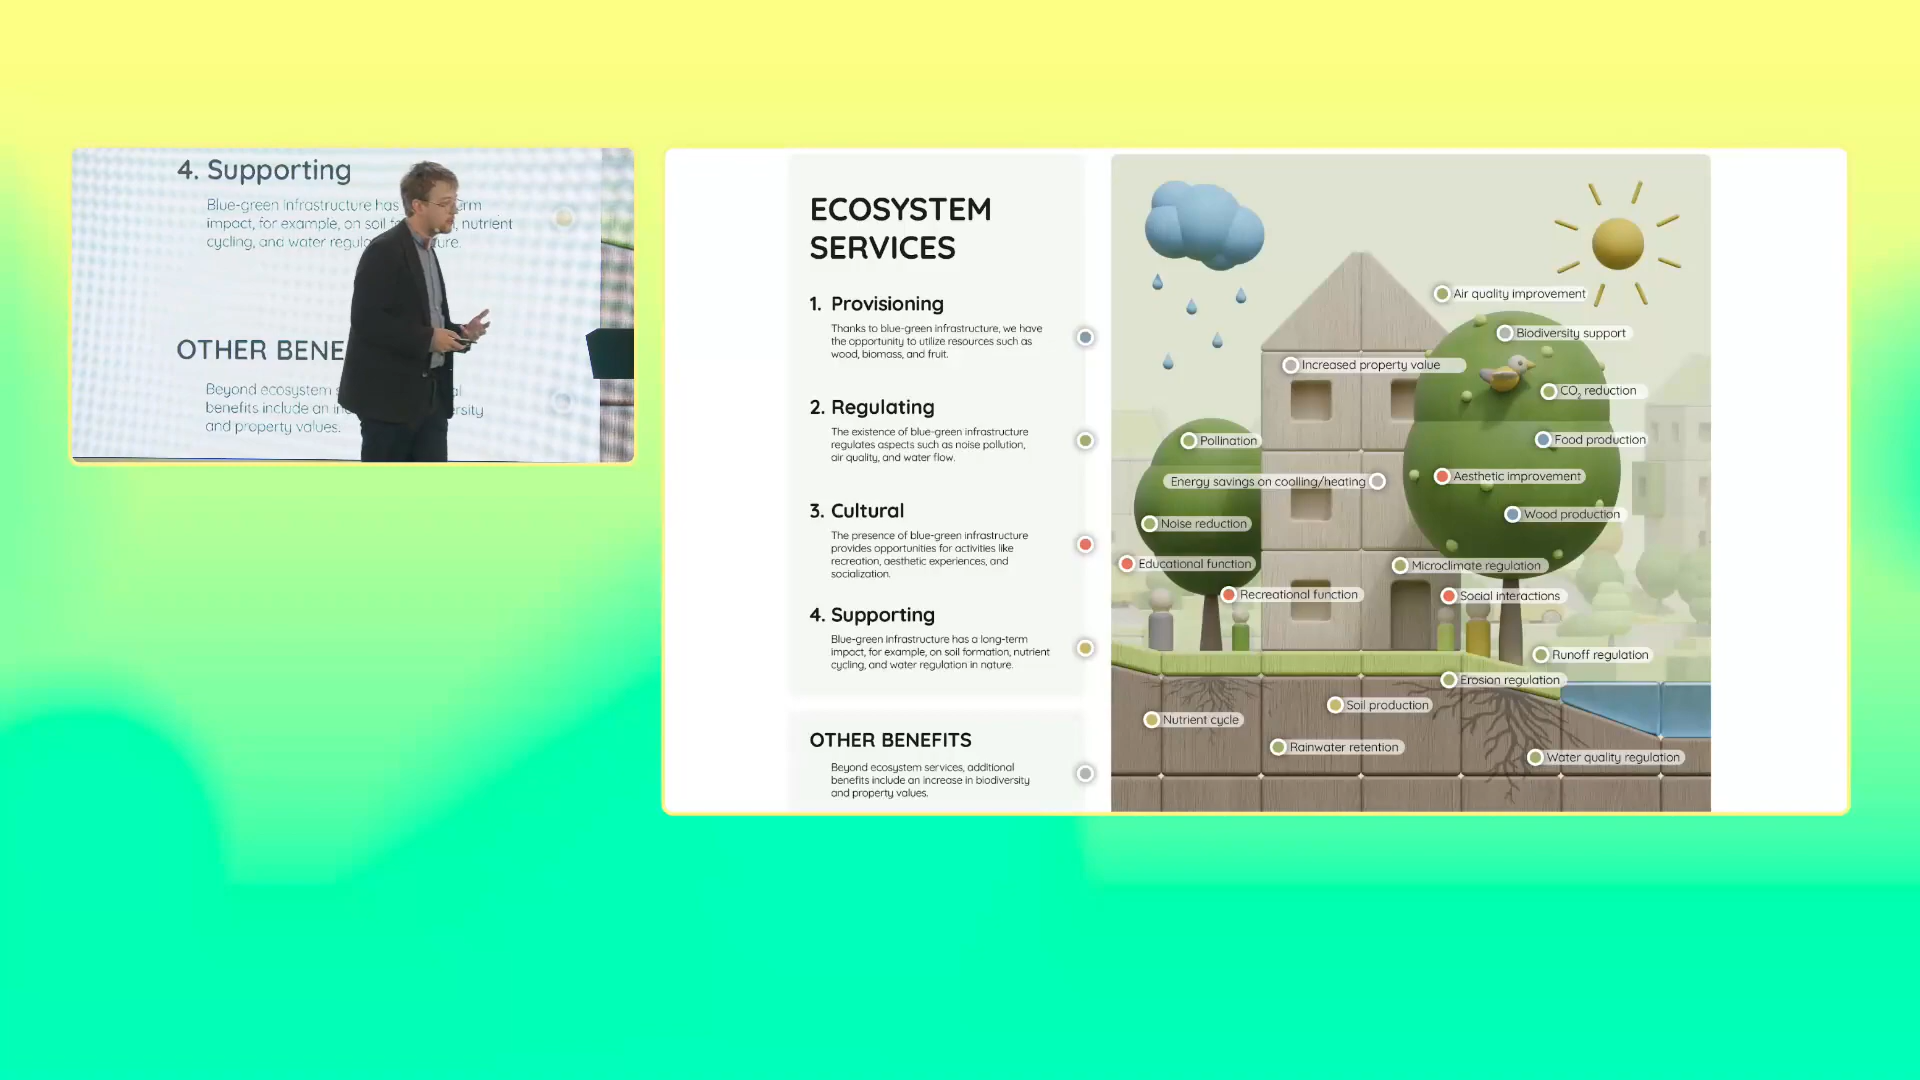 4. Supporting
Blue-green infrastructure has
impact, for example, on soil nutrient
cycling, and water
OTHER BENE
Beyond ecosystem
benefits include an
and property values.
ECOSYSTEM
SERVICES
1. Provisioning
Thanks to blue-green infrastructure, we have
the opportunity to utilize resources such as
wood, biomass, and fruit.
2. Regulating
The existence of blue-green infrastructure
regulates aspects such as noise pollution,
air quality, and water flow.
3. Cultural
The presence of blue-green infrastructure
provides opportunities for activities like
recreation, aesthetic experiences, and
socialization.
4. Supporting
Blue-green infrastructure has a long-term
impact, for example, on soil formation, nutrient
cycling, and water regulation in nature.
OTHER BENEFITS
Beyond ecosystem services, additional
benefits include an increase in biodiversity
and property values.
Air quality improvement
Biodiversity support
Increased property value
CO2 reduction
Pollination
Food production
Aesthetic improvement
Energy savings on coolling/heating
Wood production
Noise reduction
Educational function
Microclimate regulation
Recreational function
Social interactions
Runoff regulation
Erosion regulation
Soil production
Nutrient cycle
Rainwater retention
Water quality regulation